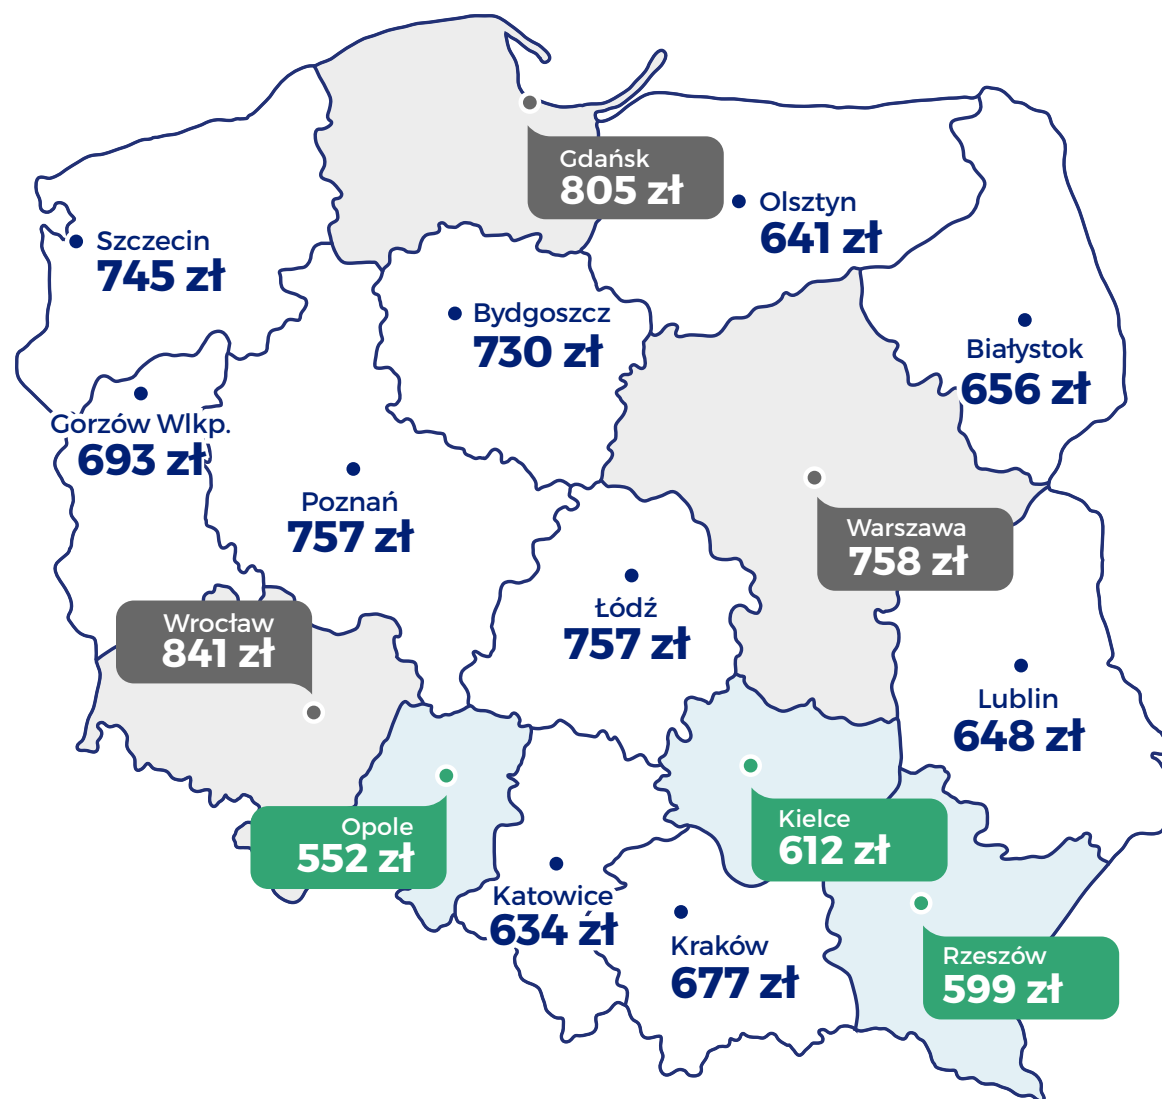 Gdańsk
805 zł
Olsztyn
641 zł
Szczecin
745 zł
Bydgoszcz
730 zł
Białystok
656 zł
Gorzów Wlkp.
693 zł
Poznań
757 zł
Warszawa
758 zł
Łódź
757 zł
Wrocław
841 zł
Lublin
648 zł
Opole
552 zł
Kielce
612 zł
Katowice
634 zł
Kraków
677 zł
Rzeszów
599 zł